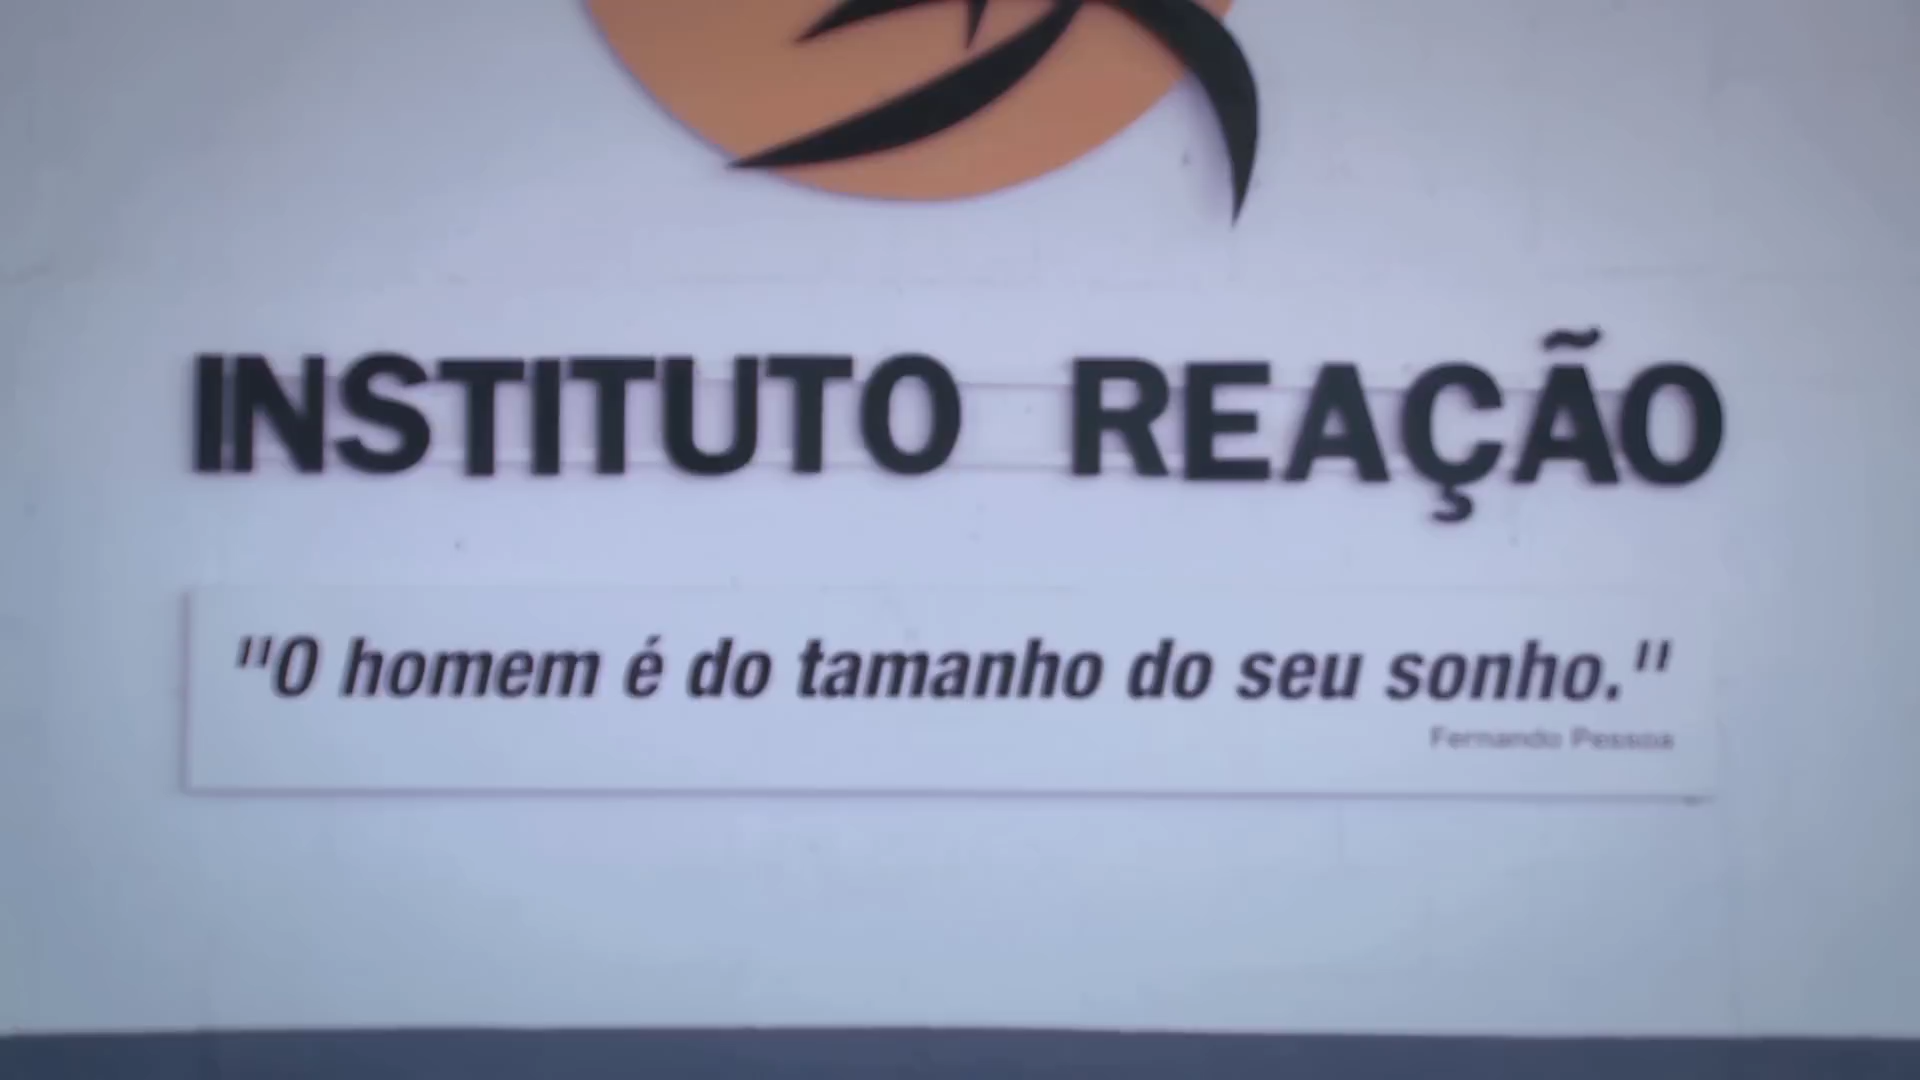 INSTITUTO REAÇÃO
"O homem é do tamanho do seu sonho."
Fernando Pessoa